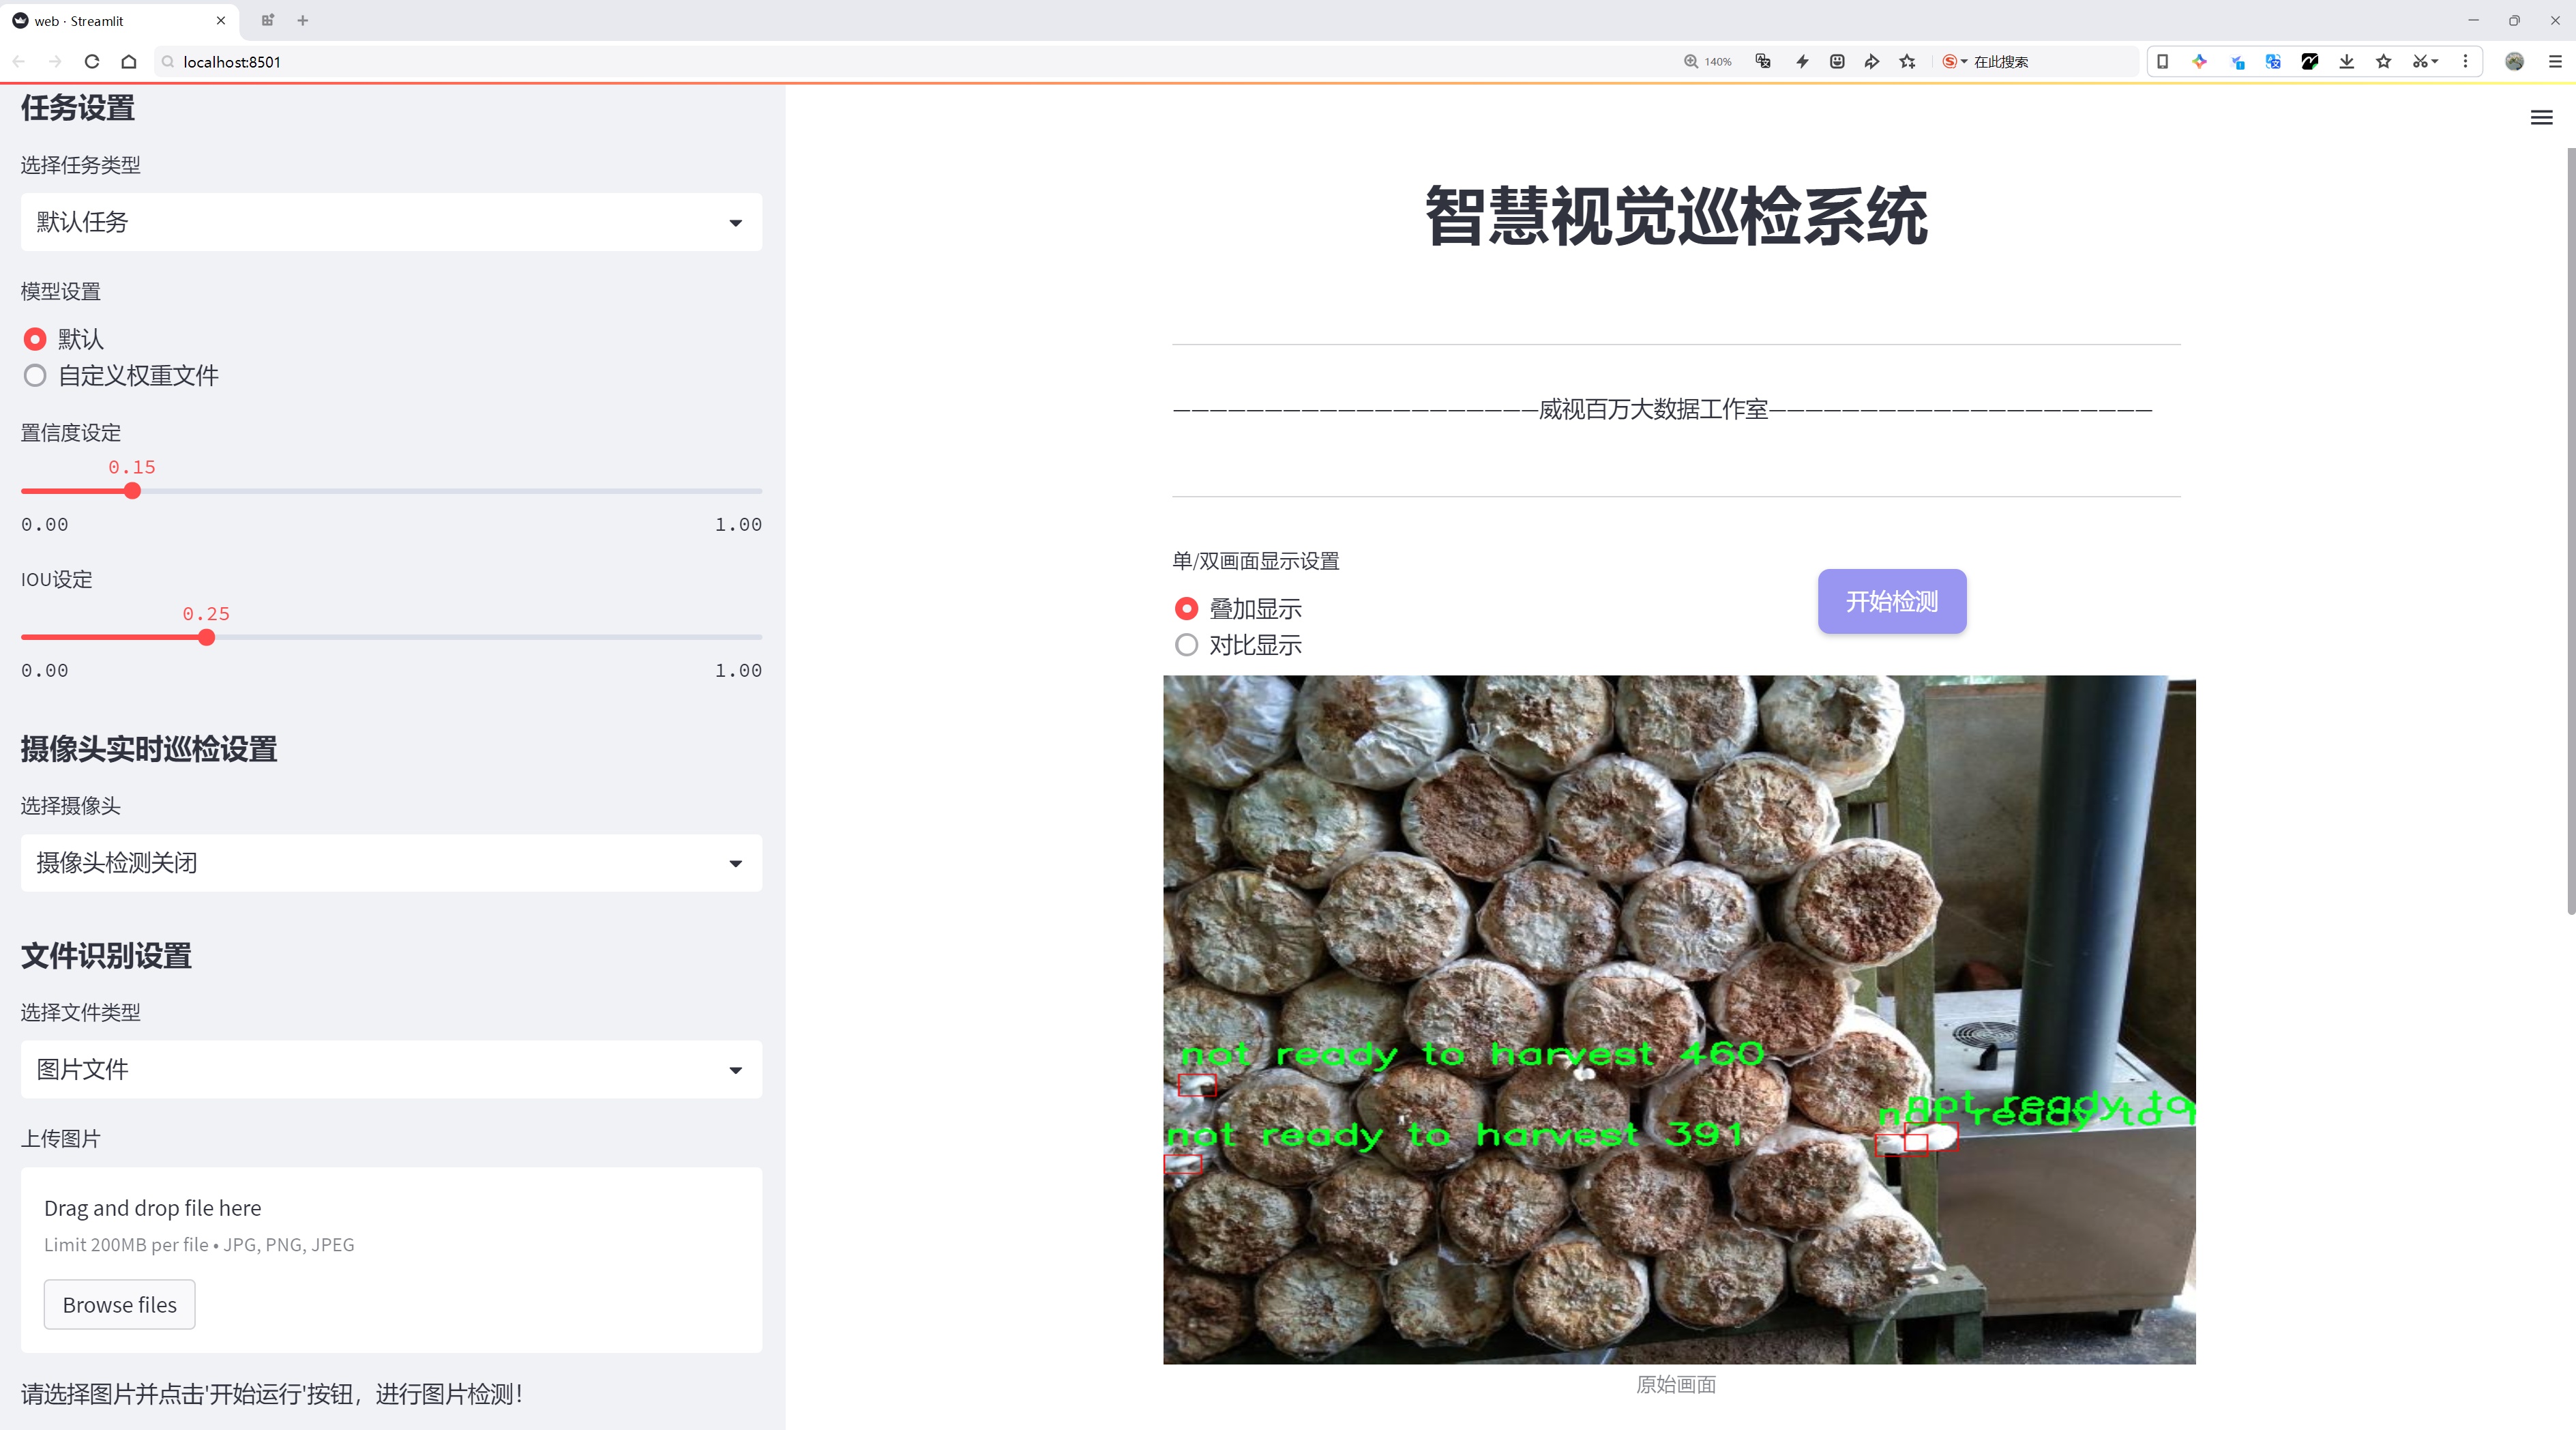 web · Streamlit
localhost:8501
140%
在此搜索
任务设置
选择任务类型
默认任务
模型设置
默认
自定义权重文件
置信度设定
0.15
0.00
1.00
IOU设定
0.25
0.00
1.00
摄像头实时巡检设置
选择摄像头
摄像头检测关闭
文件识别设置
选择文件类型
图片文件
上传图片
Drag and drop file here
Limit 200MB per file • JPG, PNG, JPEG
Browse files
请选择图片并点击'开始运行'按钮，进行图片检测！
智慧视觉巡检系统
————————————————————威视百万大数据工作室—————————————————————
单/双画面显示设置
叠加显示
对比显示
开始检测
not ready to harvest 460
not ready to
not ready to
not ready to harvest 391
原始画面